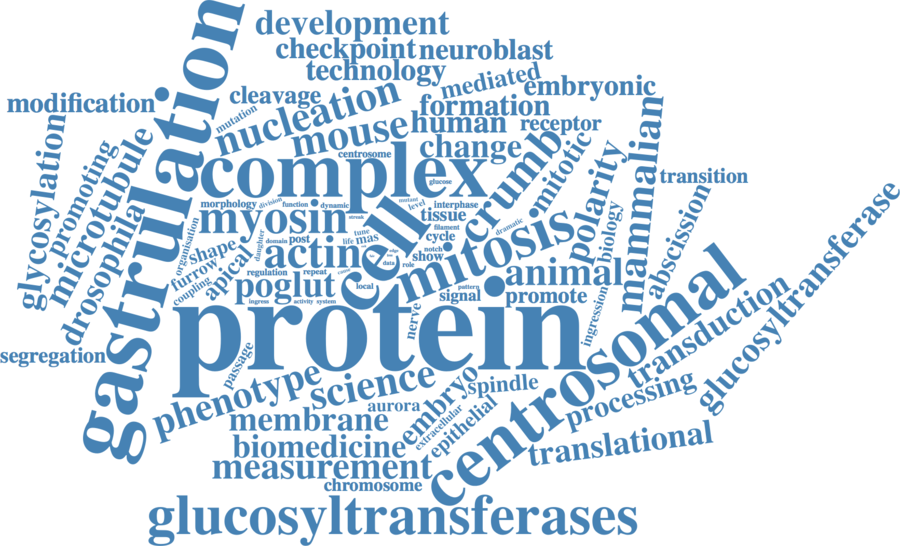 development
checkpoint
neuroblast
technology
mediated
embryonic
modification
cleavage
mutation
nucleation
formation
mouse
human
receptor
change
gastrulation
glycosylation
promoting
microtubule
drosophila
centrosome
complex
glucose
crumb
mitotic
polarity
mammalian
transition
morphology
division
function
dynamic
mutant
level
interphase
streak
myosin
cell
tissue
filament
cycle
dramatic
biology
abscission
organisation
shape
daughter
domain
post
tune
life
mas
actin
edge
data
role
notch
show
mitosis
furrow
apical
coupling
regulation
repeat
poglut
local
pattern
signal
animal
promote
ingress
activity
system
protein
nerve
ingression
centrosomal
transduction
glucosyltransferase
segregation
passage
phenotype
science
aurora
embryo
spindle
processing
membrane
extracellular
epithelial
biomedicine
translational
measurement
chromosome
glucosyltransferases